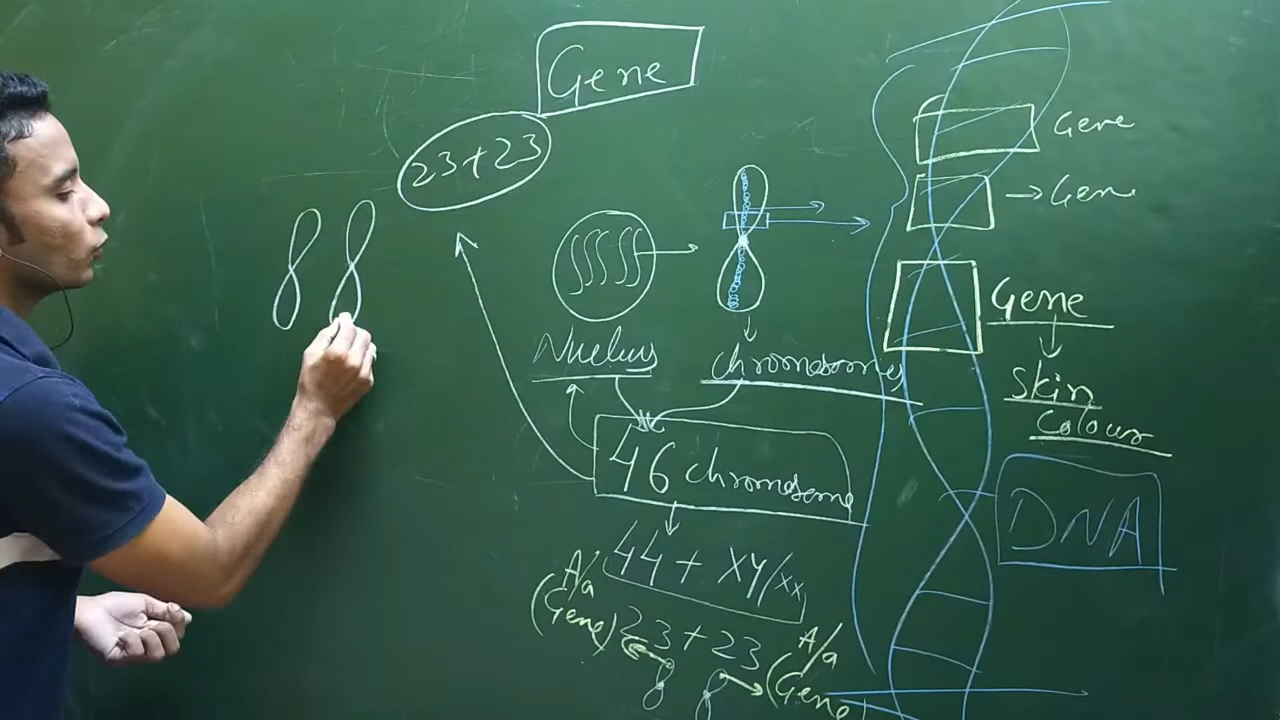 Gene
23+23
Gene
→Gene
Gene
Skin
Colour
Nucleus
chromosomes
46 chromosome
44 + XY/XX
DNA
A/a
(Gene)
23+23
A/a
(Gene)